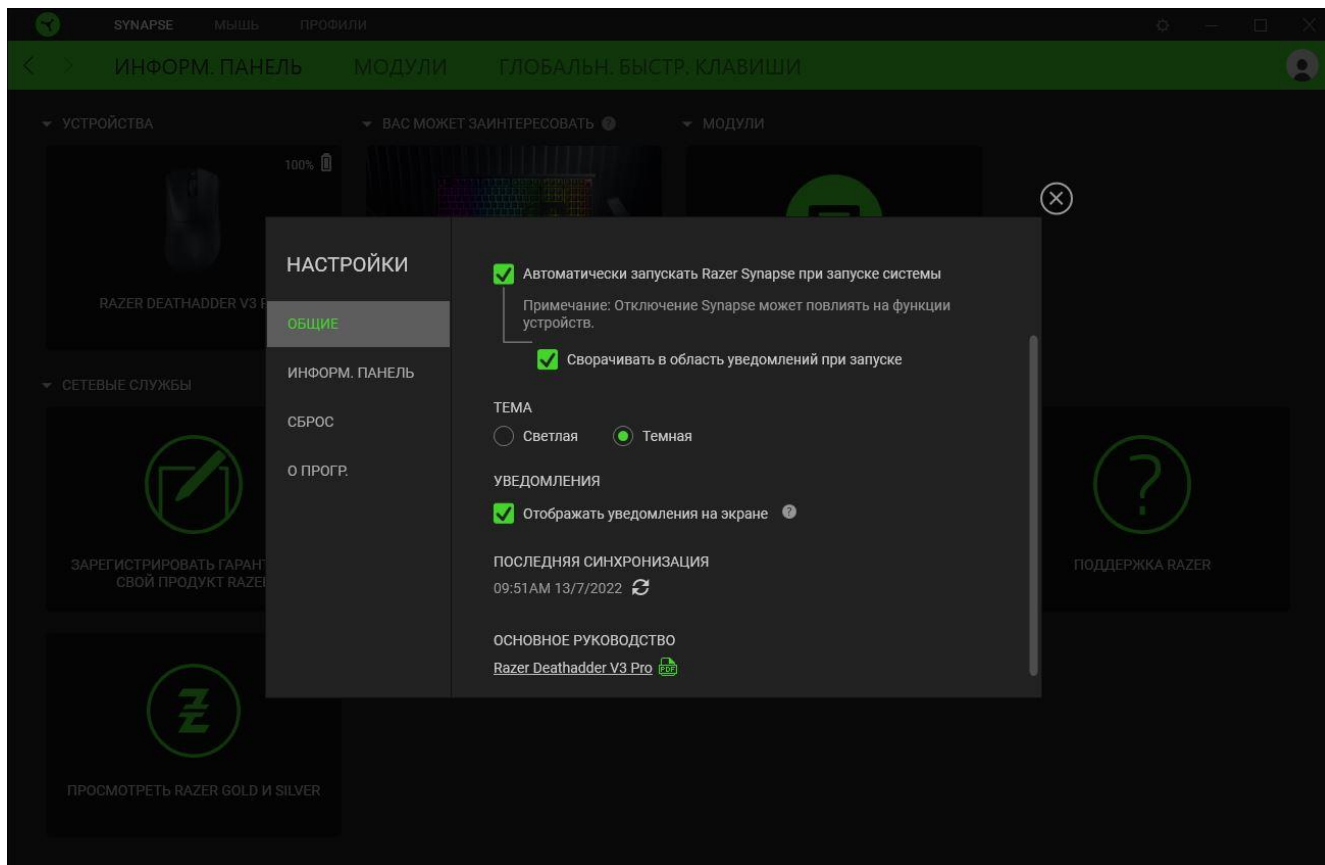 SYNAPSE МЫШЬ ПРОФИЛИ
ИНФОРМ. ПАНЕЛЬ МОДУЛИ ГЛОБАЛЬН. БЫСТР. КЛАВИШИ
УСТРОЙСТВА
100%
RAZER DEATHADDER V3
ВАС МОЖЕТ ЗАИНТЕРЕСОВАТЬ ?
МОДУЛИ
СЕТЕВЫЕ СЛУЖБЫ
ЗАРЕГИСТРИРОВАТЬ
СВОЙ ПРОДУКТ
ПОДДЕРЖКА RAZER
ПРОСМОТРЕТЬ RAZER GOLD И SILVER
НАСТРОЙКИ
ОБЩИЕ
ИНФОРМ. ПАНЕЛЬ
СБРОС
О ПРОГР.
Автоматически запускать Razer Synapse при запуске системы
Примечание: Отключение Synapse может повлиять на функции
устройств.
Сворачивать в область уведомлений при запуске
ТЕМА
Светлая Темная
УВЕДОМЛЕНИЯ
Отображать уведомления на экране ?
ПОСЛЕДНЯЯ СИНХРОНИЗАЦИЯ
09:51AM 13/7/2022
ОСНОВНОЕ РУКОВОДСТВО
Razer Deathadder V3 Pro PDF